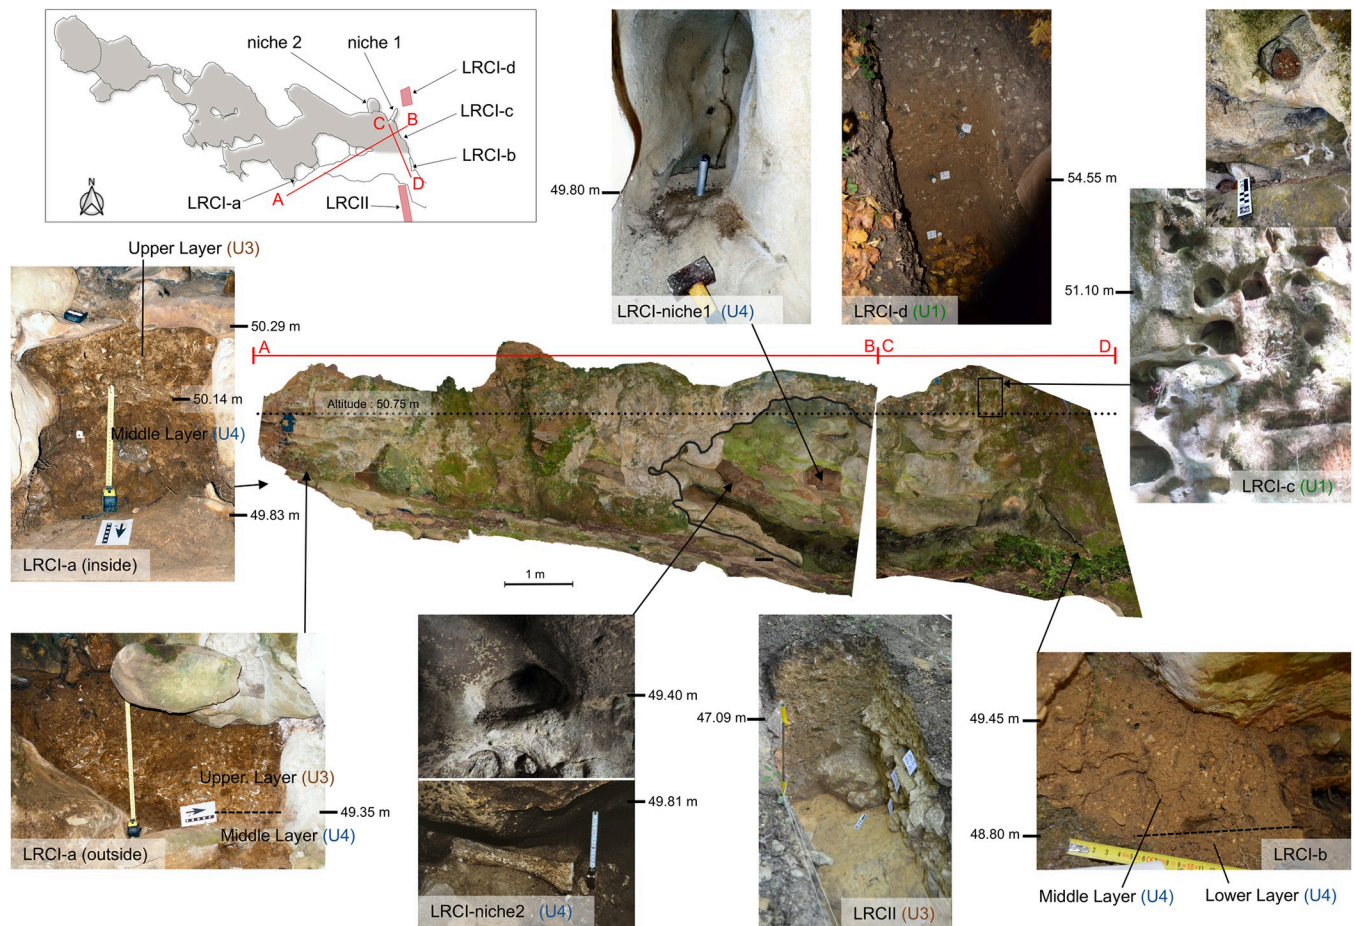 niche 2
niche 1
LRCI-d
LRCI-c
C
B
LRCI-b
D
N
LRCI-a
A
LRCII
49.80 m
LRCI-niche1 (U4)
54.55 m
LRCI-d (U1)
51.10 m
LRCI-c (U1)
Upper Layer (U3)
50.29 m
50.14 m
Middle Layer (U4)
49.83 m
LRCI-a (inside)
A
B
C
D
Altitude : 50.75 m
1 m
Upper. Layer (U3)
49.35 m
Middle Layer (U4)
LRCI-a (outside)
49.40 m
49.81 m
LRCI-niche2 (U4)
47.09 m
LRCII (U3)
49.45 m
48.80 m
LRCI-b
Middle Layer (U4)
Lower Layer (U4)